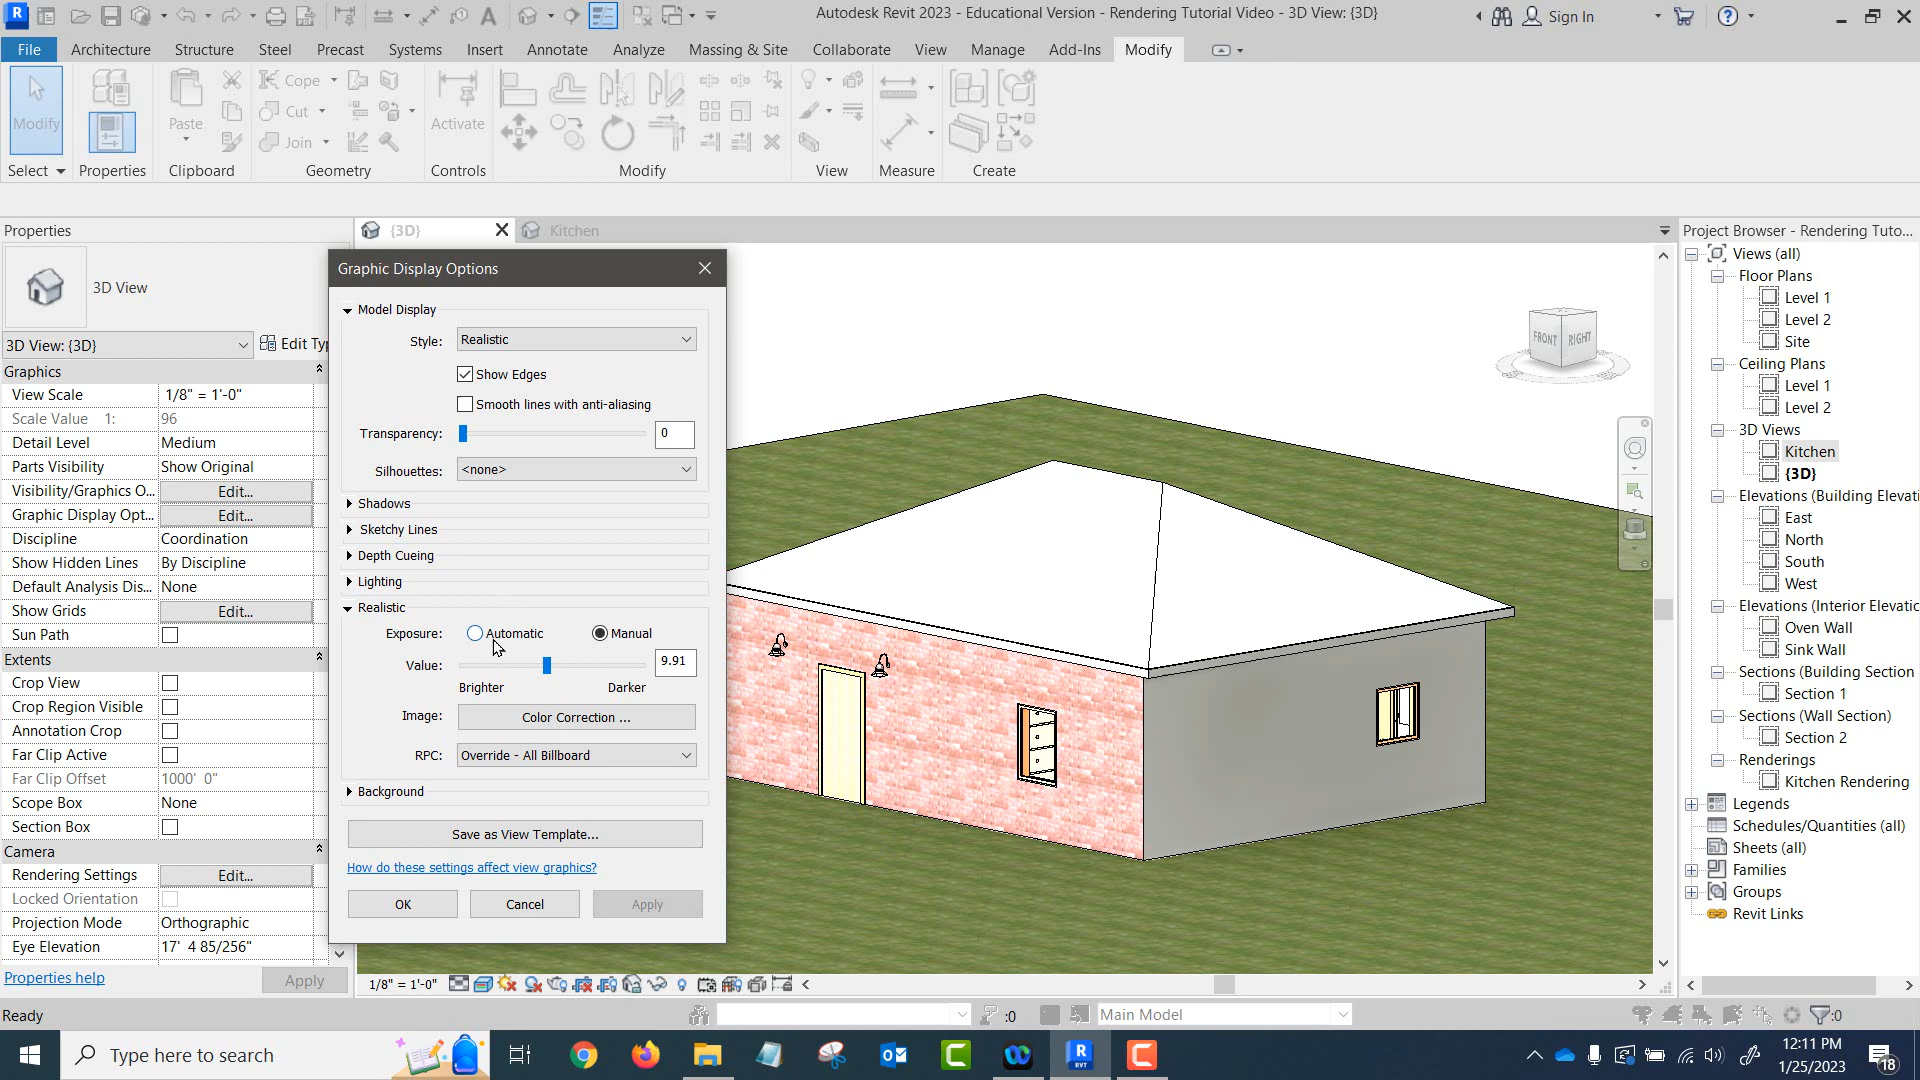 Autodesk Revit 2023 - Educational Version - Rendering Tutorial Video - 3D View: {3D}
Sign In
File Architecture Structure Steel Precast Systems Insert Annotate Analyze Massing & Site Collaborate View Manage Add-Ins Modify
Modify
Paste
Cope
Cut
Join
Activate
Select Properties Clipboard Geometry Controls Modify View Measure Create
Properties
3D View
3D View: {3D}
Edit Typ
Graphics
View Scale 1/8" = 1'-0"
Scale Value 1: 96
Detail Level Medium
Parts Visibility Show Original
Visibility/Graphics O... Edit...
Graphic Display Opt... Edit...
Discipline Coordination
Show Hidden Lines By Discipline
Default Analysis Dis... None
Show Grids Edit...
Sun Path
Extents
Crop View
Crop Region Visible
Annotation Crop
Far Clip Active
Far Clip Offset 1000' 0"
Scope Box None
Section Box
Camera
Rendering Settings Edit...
Locked Orientation
Projection Mode Orthographic
Eye Elevation 17' 4 85/256"
Properties help
Apply
{3D}
Kitchen
Graphic Display Options
Model Display
Style: Realistic
Show Edges
Smooth lines with anti-aliasing
Transparency: 0
Silhouettes: <none>
Shadows
Sketchy Lines
Depth Cueing
Lighting
Realistic
Exposure: Automatic Manual
Value: 9.91
Brighter Darker
Image: Color Correction ...
RPC: Override - All Billboard
Background
Save as View Template...
How do these settings affect view graphics?
OK Cancel Apply
FRONT RIGHT
Project Browser - Rendering Tuto...
Views (all)
Floor Plans
Level 1
Level 2
Site
Ceiling Plans
Level 1
Level 2
3D Views
Kitchen
{3D}
Elevations (Building Elevati
East
North
South
West
Elevations (Interior Elevatic
Oven Wall
Sink Wall
Sections (Building Section
Section 1
Sections (Wall Section)
Section 2
Renderings
Kitchen Rendering
Legends
Schedules/Quantities (all)
Sheets (all)
Families
Groups
Revit Links
1/8" = 1'-0"
Ready
:0
Main Model
:0
Type here to search
12:11 PM
1/25/2023
18